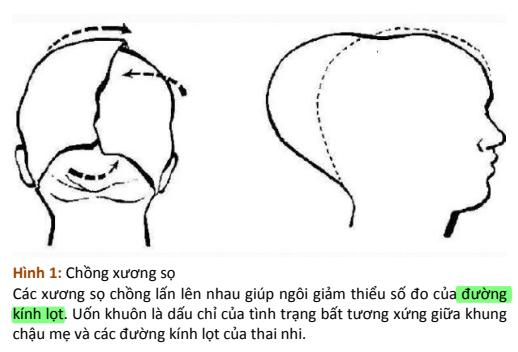 Hình 1: Chồng xương sọ
Các xương sọ chồng lấn lên nhau giúp ngôi giảm thiểu số đo của đường
kính lọt. Uốn khuôn là dấu chỉ của tình trạng bất tương xứng giữa khung
chậu mẹ và các đường kính lọt của thai nhi.